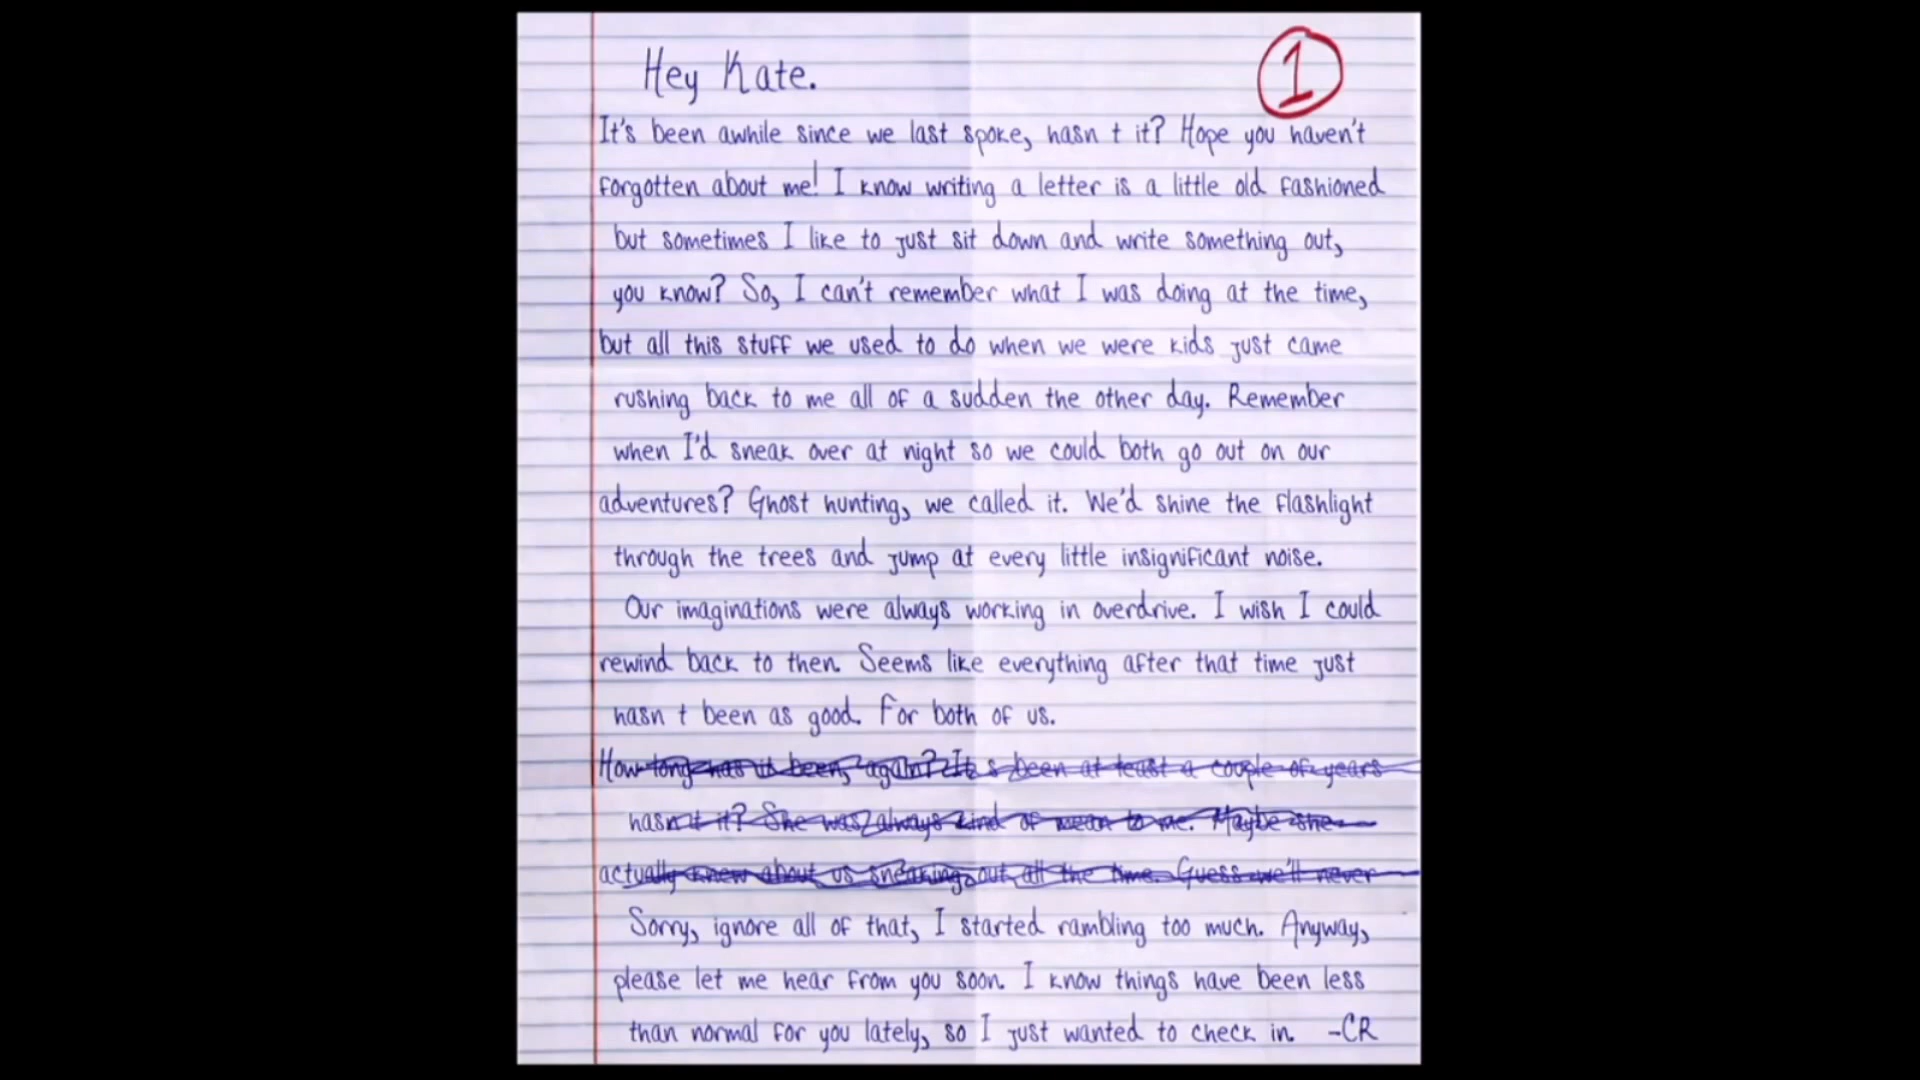 Hey Kate.
1
It's been awhile since we last spoke, hasn t it? Hope you haven't
forgotten about me! I know writing a letter is a little old fashioned
but sometimes I like to just sit down and write something out,
you know? So, I can't remember what I was doing at the time,
but all this stuff we used to do when we were kids just came
rushing back to me all of a sudden the other day. Remember
when I'd sneak over at night so we could both go out on our
adventures? Ghost hunting, we called it. We'd shine the flashlight
through the trees and jump at every little insignificant noise.
Our imaginations were always working in overdrive. I wish I could
rewind back to then. Seems like everything after that time just
hasn t been as good. For both of us.
How long has it been, again? It s been at least a couple of years
hasn t it? She was always kind of mean to me. Maybe she
actually knew about us sneaking out all the time. Guess we'll never
Sorry, ignore all of that, I started rambling too much. Anyway,
please let me hear from you soon. I know things have been less
than normal for you lately, so I just wanted to check in. -CR